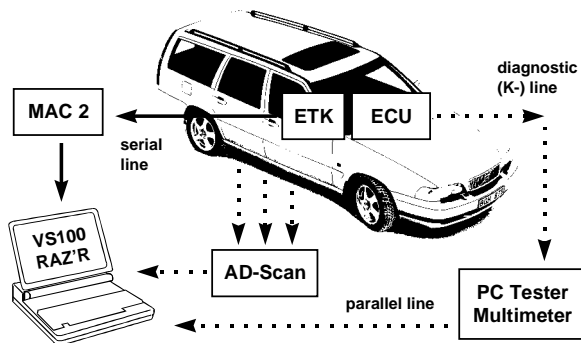 diagnostic
(K-) line
MAC 2
ETK
ECU
serial
line
VS100
RAZ'R
AD-Scan
parallel line
PC Tester
Multimeter